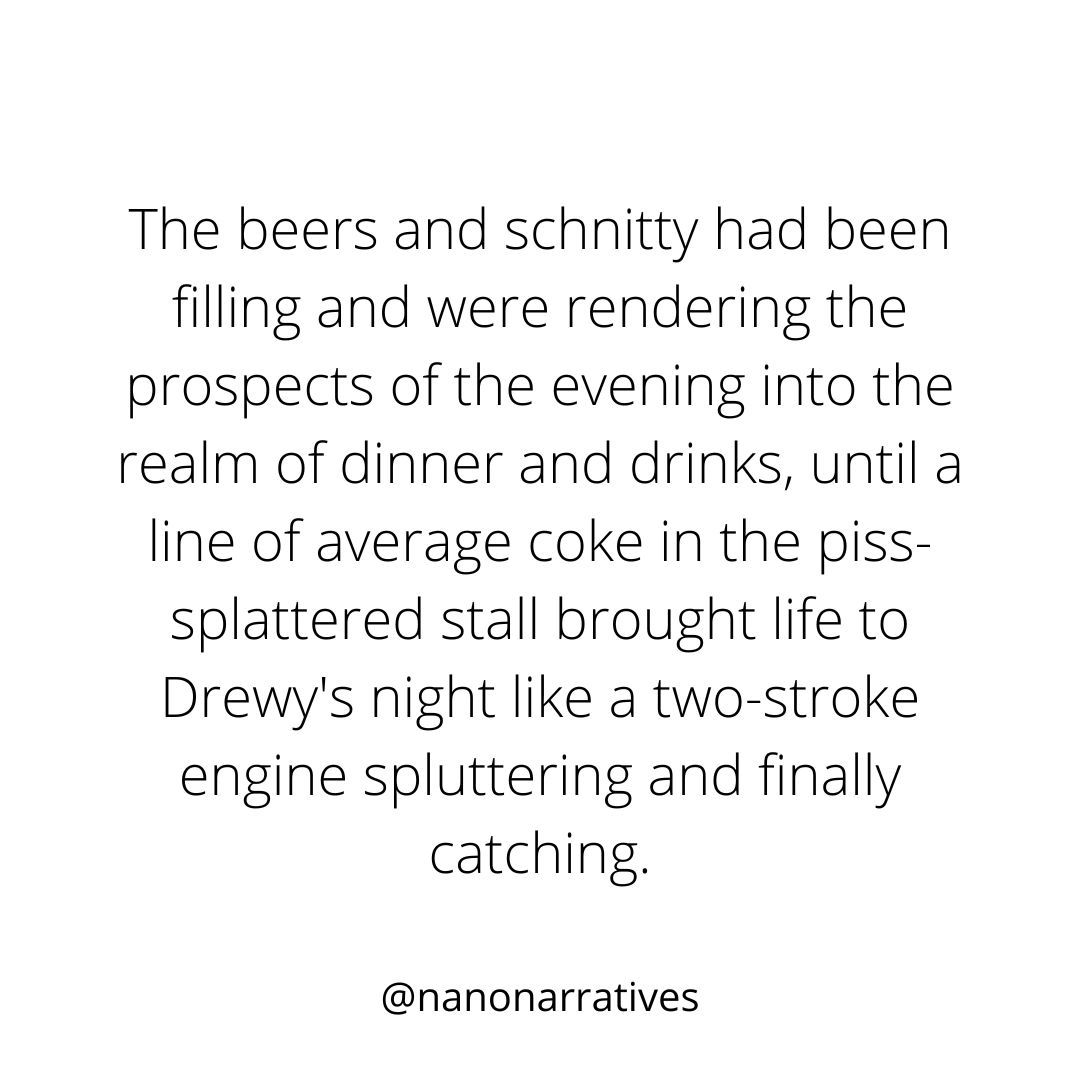 The beers and schnitty had been
filling and were rendering the
prospects of the evening into the
realm of dinner and drinks, until a
line of average coke in the piss-
splattered stall brought life to
Drewy's night like a two-stroke
engine spluttering and finally
catching.
@nanonarratives